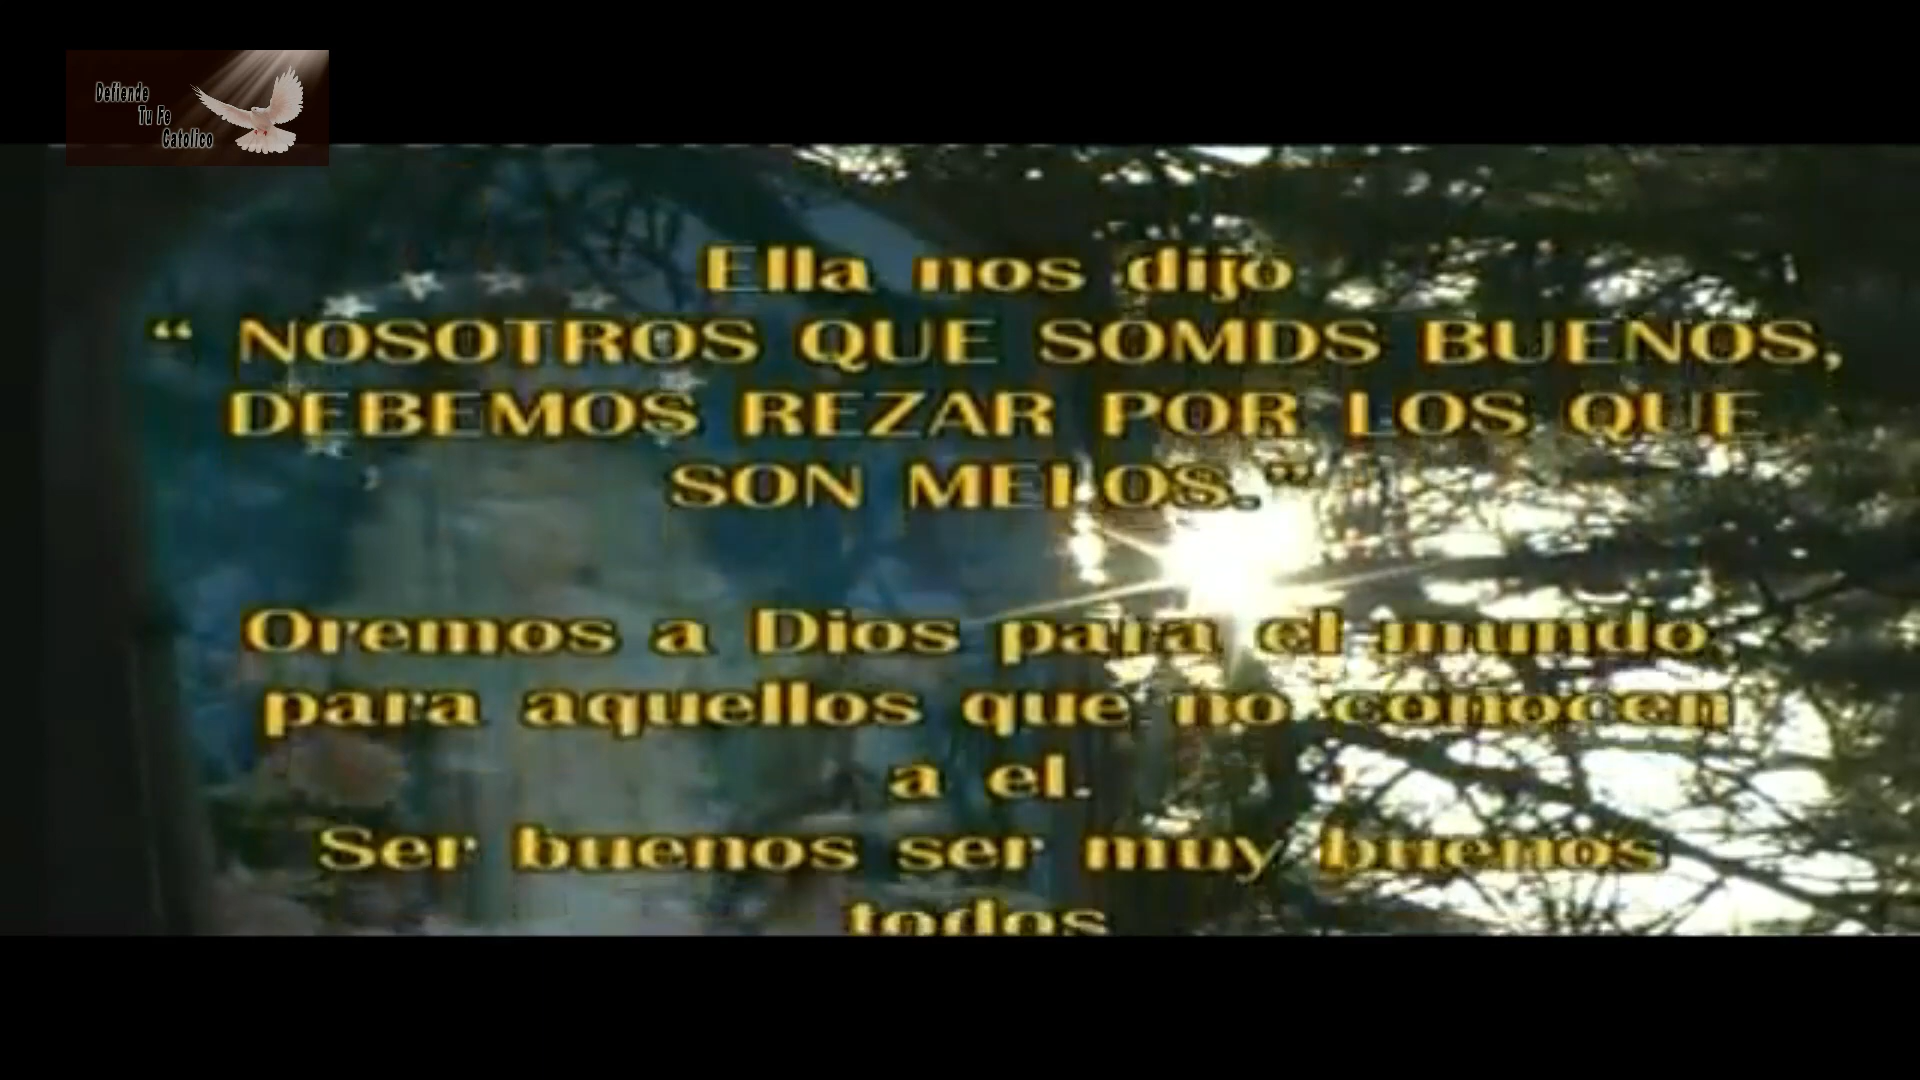 Defiende
Tu Fe
Catolico
Ella nos dijo
“ NOSOTROS QUE SOMDS BUENOS,
DEBEMOS REZAR POR LOS QUE
SON MELOS.”
Oremos a Dios para el mundo
para aquellos que no conocen
a el.
Ser buenos ser muy buenos
todos